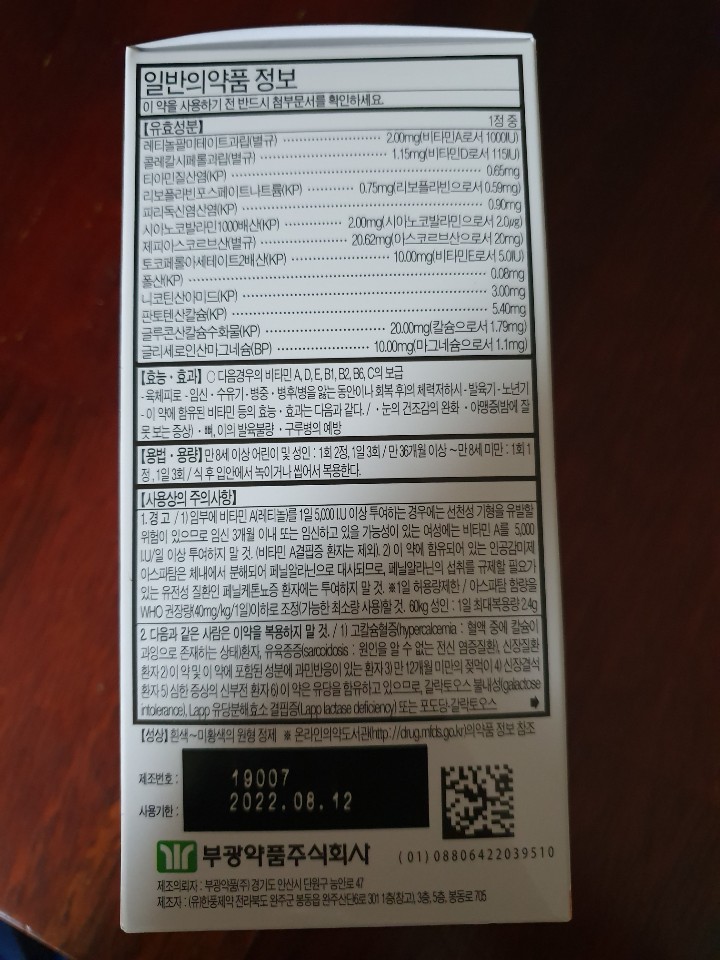 일반의약품 정보
이 약을 사용하기 전 반드시 첨부문서를 확인하세요.
【유효성분】 1정 중
레티놀팔미테이트과립(별규) 2.00mg(비타민A로서 1000IU)
콜레칼시페롤과립(별규) 1.15mg(비타민D로서 115IU)
티아민질산염(KP) 0.65mg
리보플라빈포스페이트나트륨(KP) 0.75mg(리보플라빈으로서 0.59mg)
피리독신염산염(KP) 0.90mg
시아노코발라민1000배산(KP) 2.00mg(시아노코발라민으로서 2.0μg)
제피아스코르브산(별규) 20.62mg(아스코르브산으로서 20mg)
토코페롤아세테이트2배산(KP) 10.00mg(비타민E로서 5.0IU)
폴산(KP) 0.08mg
니코틴산아미드(KP) 3.00mg
판토텐산칼슘(KP) 5.40mg
글루콘산칼슘수화물(KP) 20.00mg(칼슘으로서 1.79mg)
글리세로인산마그네슘(BP) 10.00mg(마그네슘으로서 1.1mg)
【효능·효과】 ○ 다음경우의 비타민 A, D, E, B1, B2, B6, C의 보급
- 육체피로 - 임신·수유기 - 병중·병후(병을 앓는 동안이나 회복 후)의 체력저하시 - 발육기 - 노년기
- 이 약에 함유된 비타민 등의 효능·효과는 다음과 같다. / ·눈의 건조감의 완화 ·야맹증(밤에 잘
못 보는 증상) ·뼈, 이의 발육불량 ·구루병의 예방
【용법·용량】 만 8세 이상 어린이 및 성인 : 1회 2정, 1일 3회 / 만 36개월 이상 ~ 만 8세 미만 : 1회 1
정, 1일 3회 / 식 후 입안에서 녹이거나 씹어서 복용한다.
【사용상의 주의사항】
1. 경 고 / 1) 임부에 비타민 A(레티놀)를 1일 5,000 I.U 이상 투여하는 경우에는 선천성 기형을 유발할
위험이 있으므로 임신 3개월 이내 또는 임신하고 있을 가능성이 있는 여성에는 비타민 A를 5,000
I.U/일 이상 투여하지 말 것. (비타민 A결핍증 환자는 제외). 2) 이 약에 함유되어 있는 인공감미제
아스파탐은 체내에서 분해되어 페닐알라닌으로 대사되므로, 페닐알라닌의 섭취를 규제할 필요가
있는 유전성 질환인 페닐케톤뇨증 환자에는 투여하지 말 것. ※1일 허용량제한 / 아스파탐 함량을
WHO 권장량(40mg/kg/1일)이하로 조정(가능한 최소량 사용)할 것. 60kg 성인 : 1일 최대복용량 2.4g
2. 다음과 같은 사람은 이약을 복용하지 말 것. / 1) 고칼슘혈증(hypercalcemia : 혈액 중에 칼슘이
과잉으로 존재하는 상태)환자, 유육종증(sarcoidosis : 원인을 알 수 없는 전신 염증질환), 신장질환
환자 2) 이 약 및 이 약에 포함된 성분에 과민반응이 있는 환자 3) 만 12개월 미만의 젖먹이 4) 신장결석
환자 5) 심한 증상의 신부전 환자 6) 이 약은 유당을 함유하고 있으므로, 갈락토오스 불내성(galactose
intolerance), Lapp 유당분해효소 결핍증(Lapp lactase deficiency) 또는 포도당-갈락토오스
【성상】 흰색~미황색의 원형 정제 ※ 온라인의약도서관(http://drug.mfds.go.kr)의약품 정보 참조
제조번호 : 19007
사용기한 : 2022.08.12
부광약품주식회사
(01)08806422039510
제조의뢰자 : 부광약품(주) 경기도 안산시 단원구 능안로 47
제조자 : (유)한풍제약 전라북도 완주군 봉동읍 완주산단6로 301 1층(창고), 3층, 5층, 봉동로 705